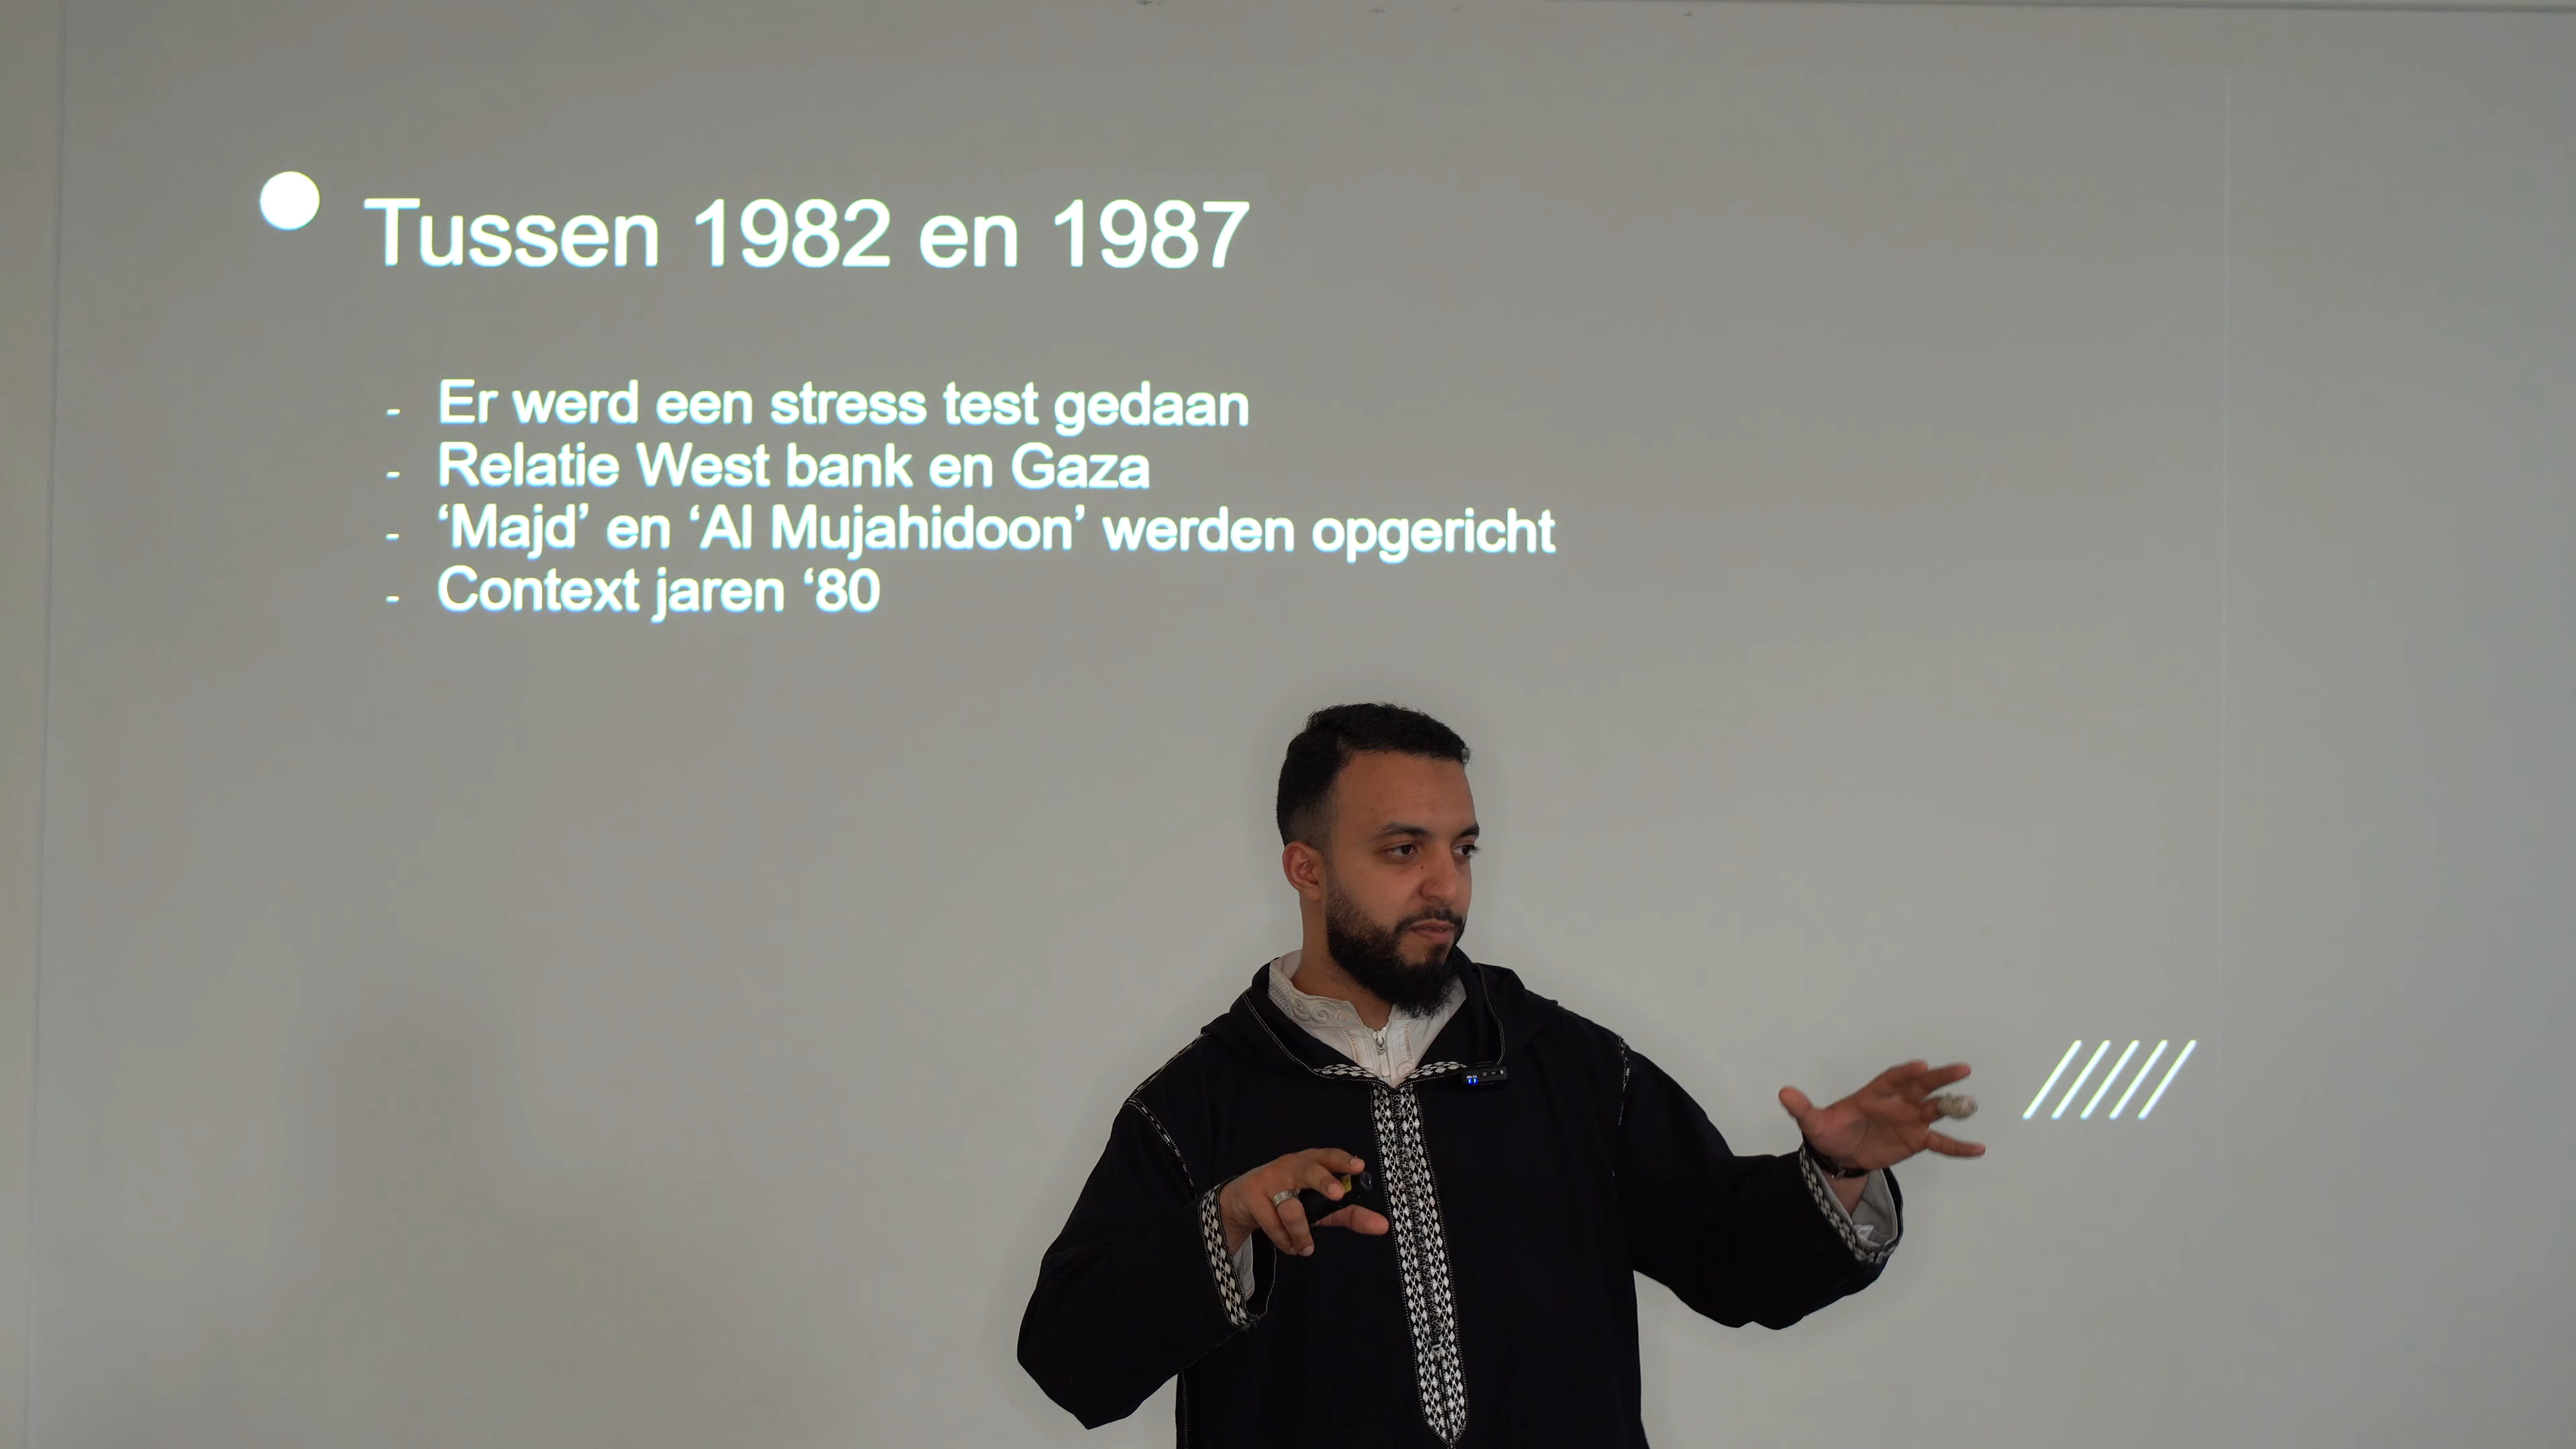 Tussen 1982 en 1987
- Er werd een stress test gedaan
- Relatie West bank en Gaza
- ‘Majd’ en ‘Al Mujahidoon’ werden opgericht
- Context jaren ‘80